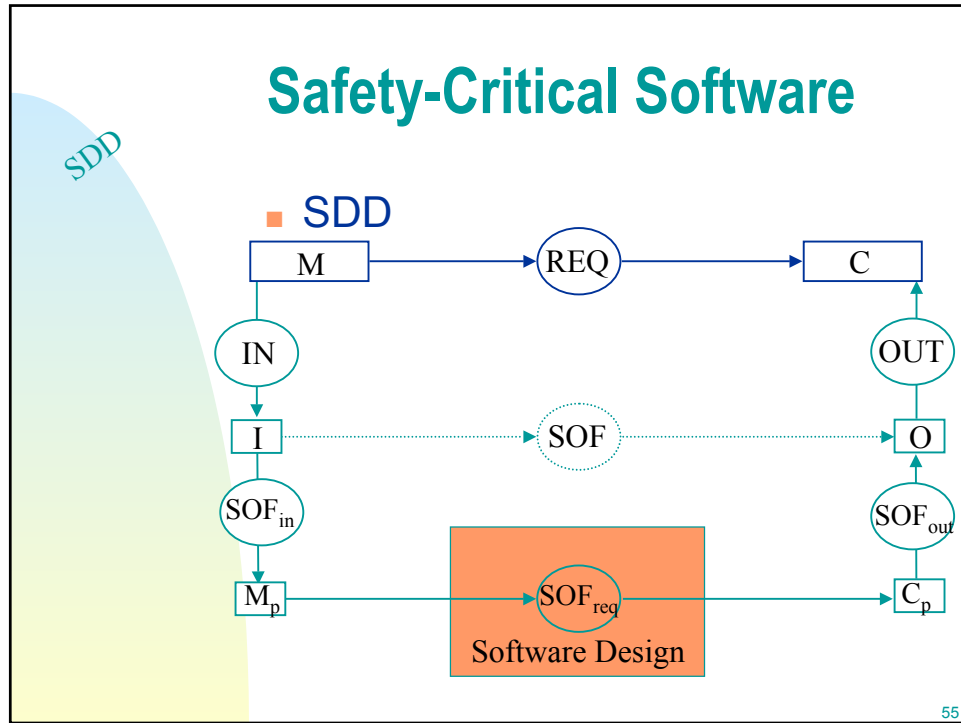 Safety-Critical Software
SDD
■ SDD
M REQ C
IN OUT
I SOF O
SOFin SOFout
Mp SOFreq Cp
Software Design
55